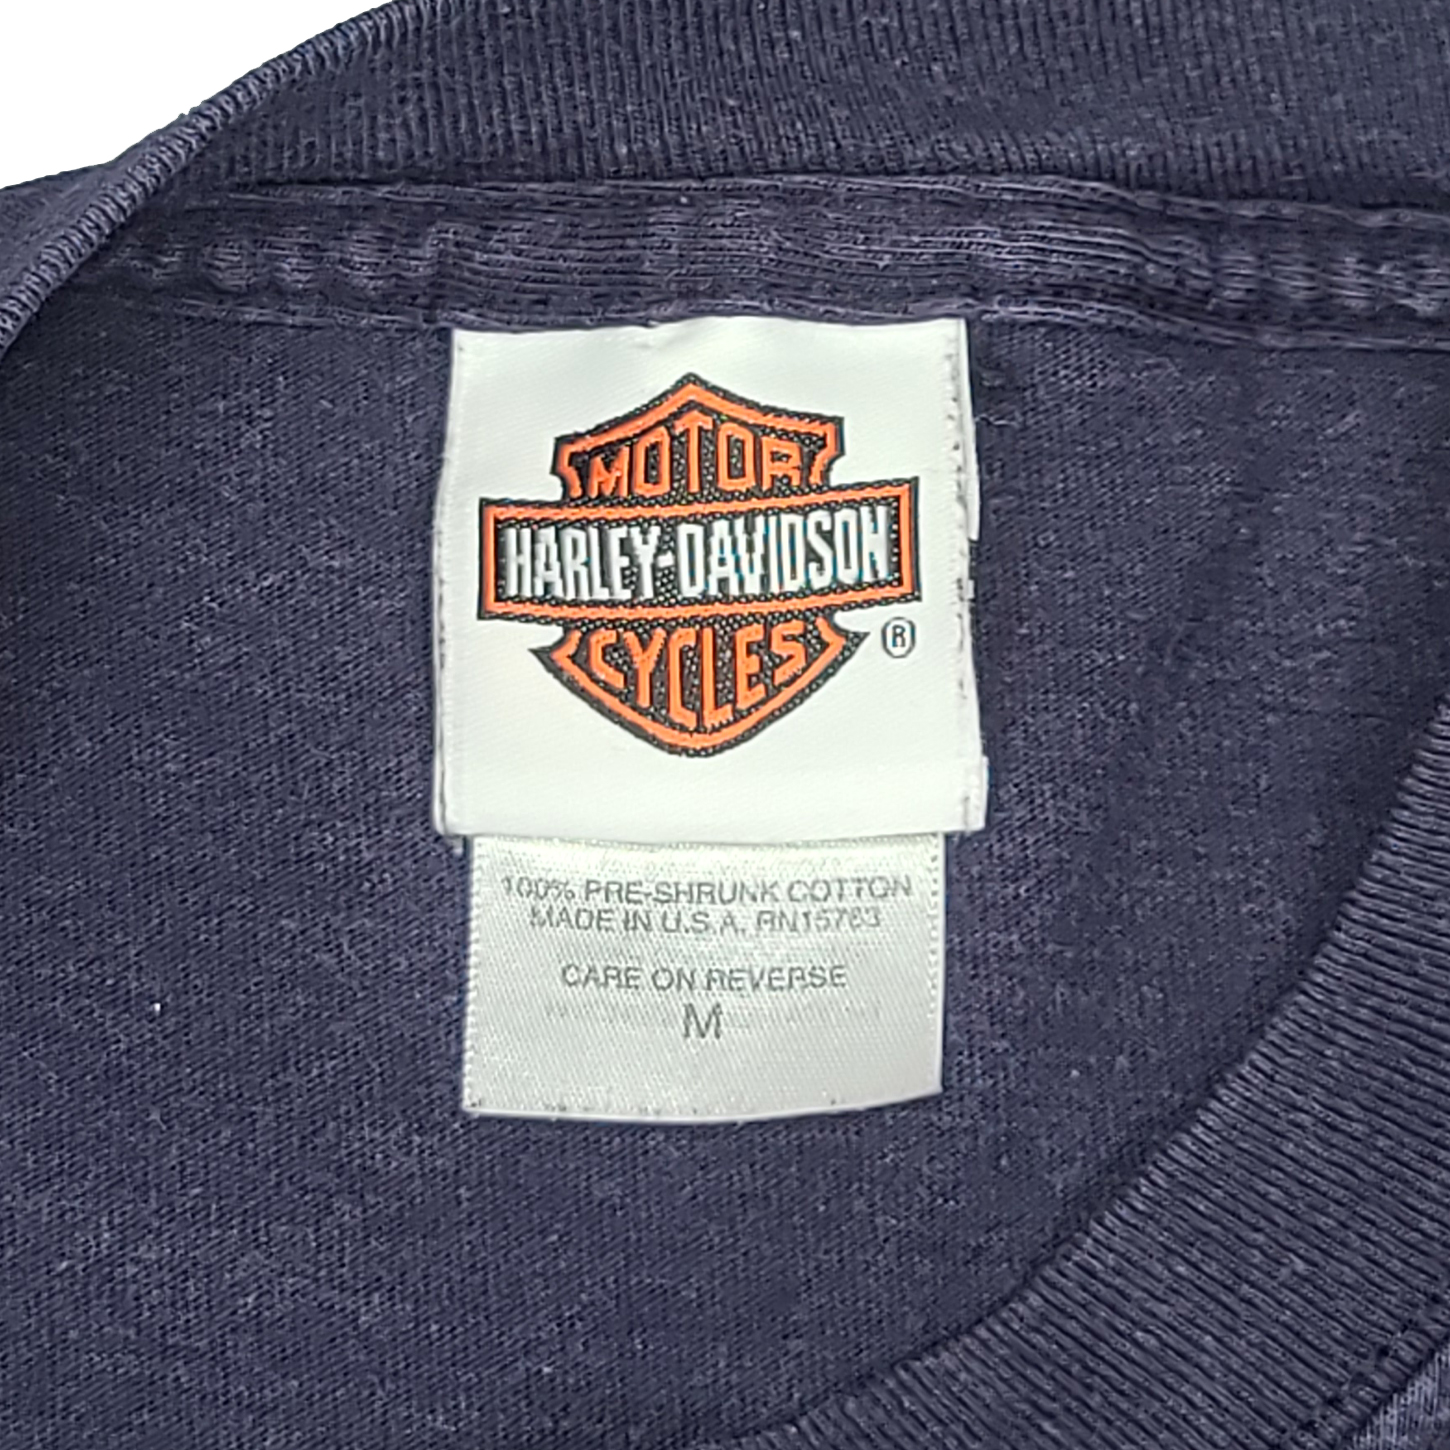 MOTOR
HARLEY-DAVIDSON
CYCLES
®
100% PRE-SHRUNK COTTON
MADE IN U.S.A. RN15763
CARE ON REVERSE
M